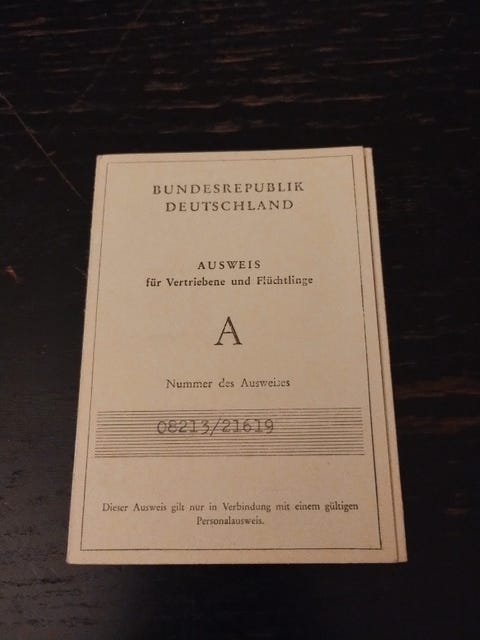 BUNDESREPUBLIK
DEUTSCHLAND
AUSWEIS
für Vertriebene und Flüchtlinge
A
Nummer des Ausweises
08213/21619
Dieser Ausweis gilt nur in Verbindung mit einem gültigen
Personalausweis.